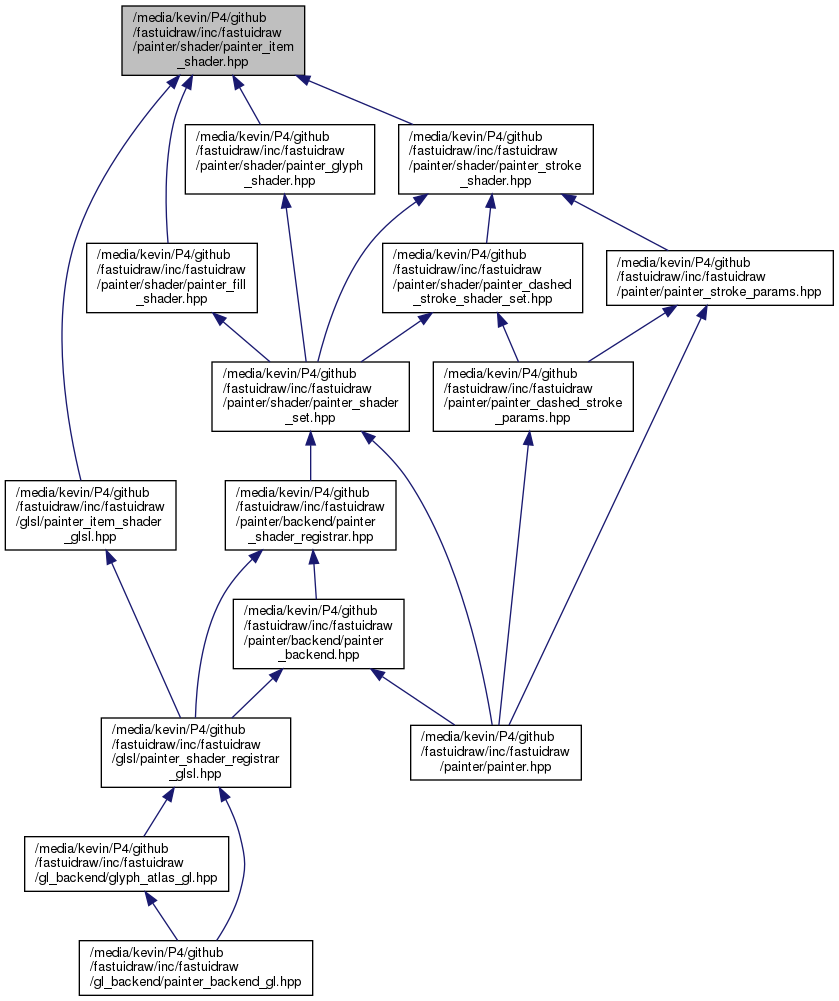 /media/kevin/P4/github
/fastuidraw/inc/fastuidraw
/painter/shader/painter_item
_shader.hpp
/media/kevin/P4/github
/fastuidraw/inc/fastuidraw
/painter/shader/painter_glyph
_shader.hpp
/media/kevin/P4/github
/fastuidraw/inc/fastuidraw
/painter/shader/painter_stroke
_shader.hpp
/media/kevin/P4/github
/fastuidraw/inc/fastuidraw
/painter/shader/painter_fill
_shader.hpp
/media/kevin/P4/github
/fastuidraw/inc/fastuidraw
/painter/shader/painter_dashed
_stroke_shader_set.hpp
/media/kevin/P4/github
/fastuidraw/inc/fastuidraw
/painter/painter_stroke_params.hpp
/media/kevin/P4/github
/fastuidraw/inc/fastuidraw
/painter/shader/painter_shader
_set.hpp
/media/kevin/P4/github
/fastuidraw/inc/fastuidraw
/painter/painter_dashed_stroke
_params.hpp
/media/kevin/P4/github
/fastuidraw/inc/fastuidraw
/glsl/painter_item_shader
_glsl.hpp
/media/kevin/P4/github
/fastuidraw/inc/fastuidraw
/painter/backend/painter
_shader_registrar.hpp
/media/kevin/P4/github
/fastuidraw/inc/fastuidraw
/painter/backend/painter
_backend.hpp
/media/kevin/P4/github
/fastuidraw/inc/fastuidraw
/glsl/painter_shader_registrar
_glsl.hpp
/media/kevin/P4/github
/fastuidraw/inc/fastuidraw
/painter/painter.hpp
/media/kevin/P4/github
/fastuidraw/inc/fastuidraw
/gl_backend/glyph_atlas_gl.hpp
/media/kevin/P4/github
/fastuidraw/inc/fastuidraw
/gl_backend/painter_backend_gl.hpp